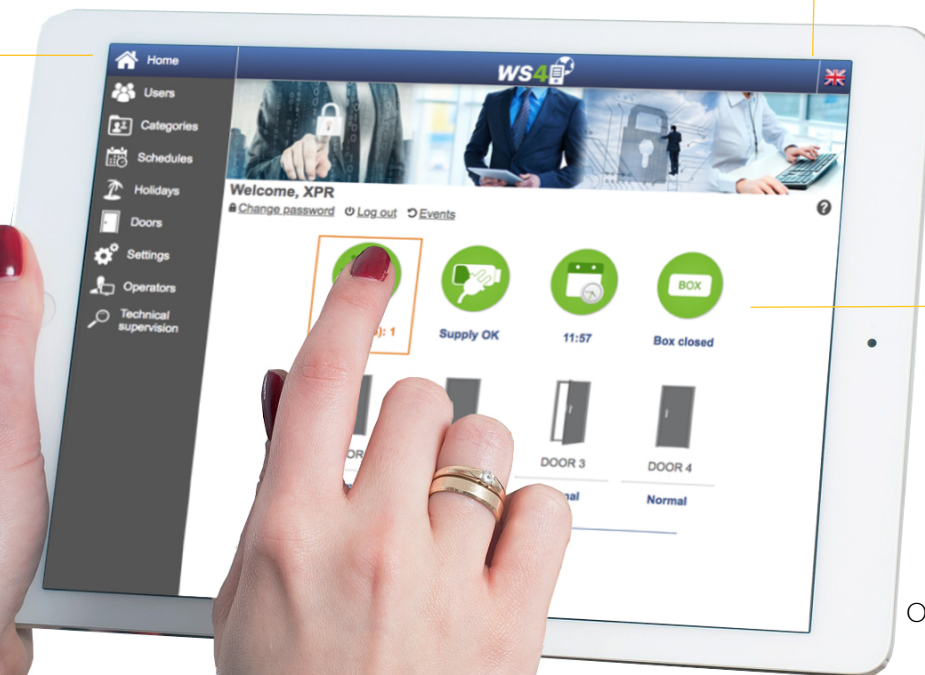 Home
WS4
Users
Categories
Schedules
Holidays
Doors
Settings
Operators
Technical
supervision
Welcome, XPR
Change password Log out Events
?
BOX
): 1
Supply OK
11:57
Box closed
DOOR 3
DOOR 4
Normal
O